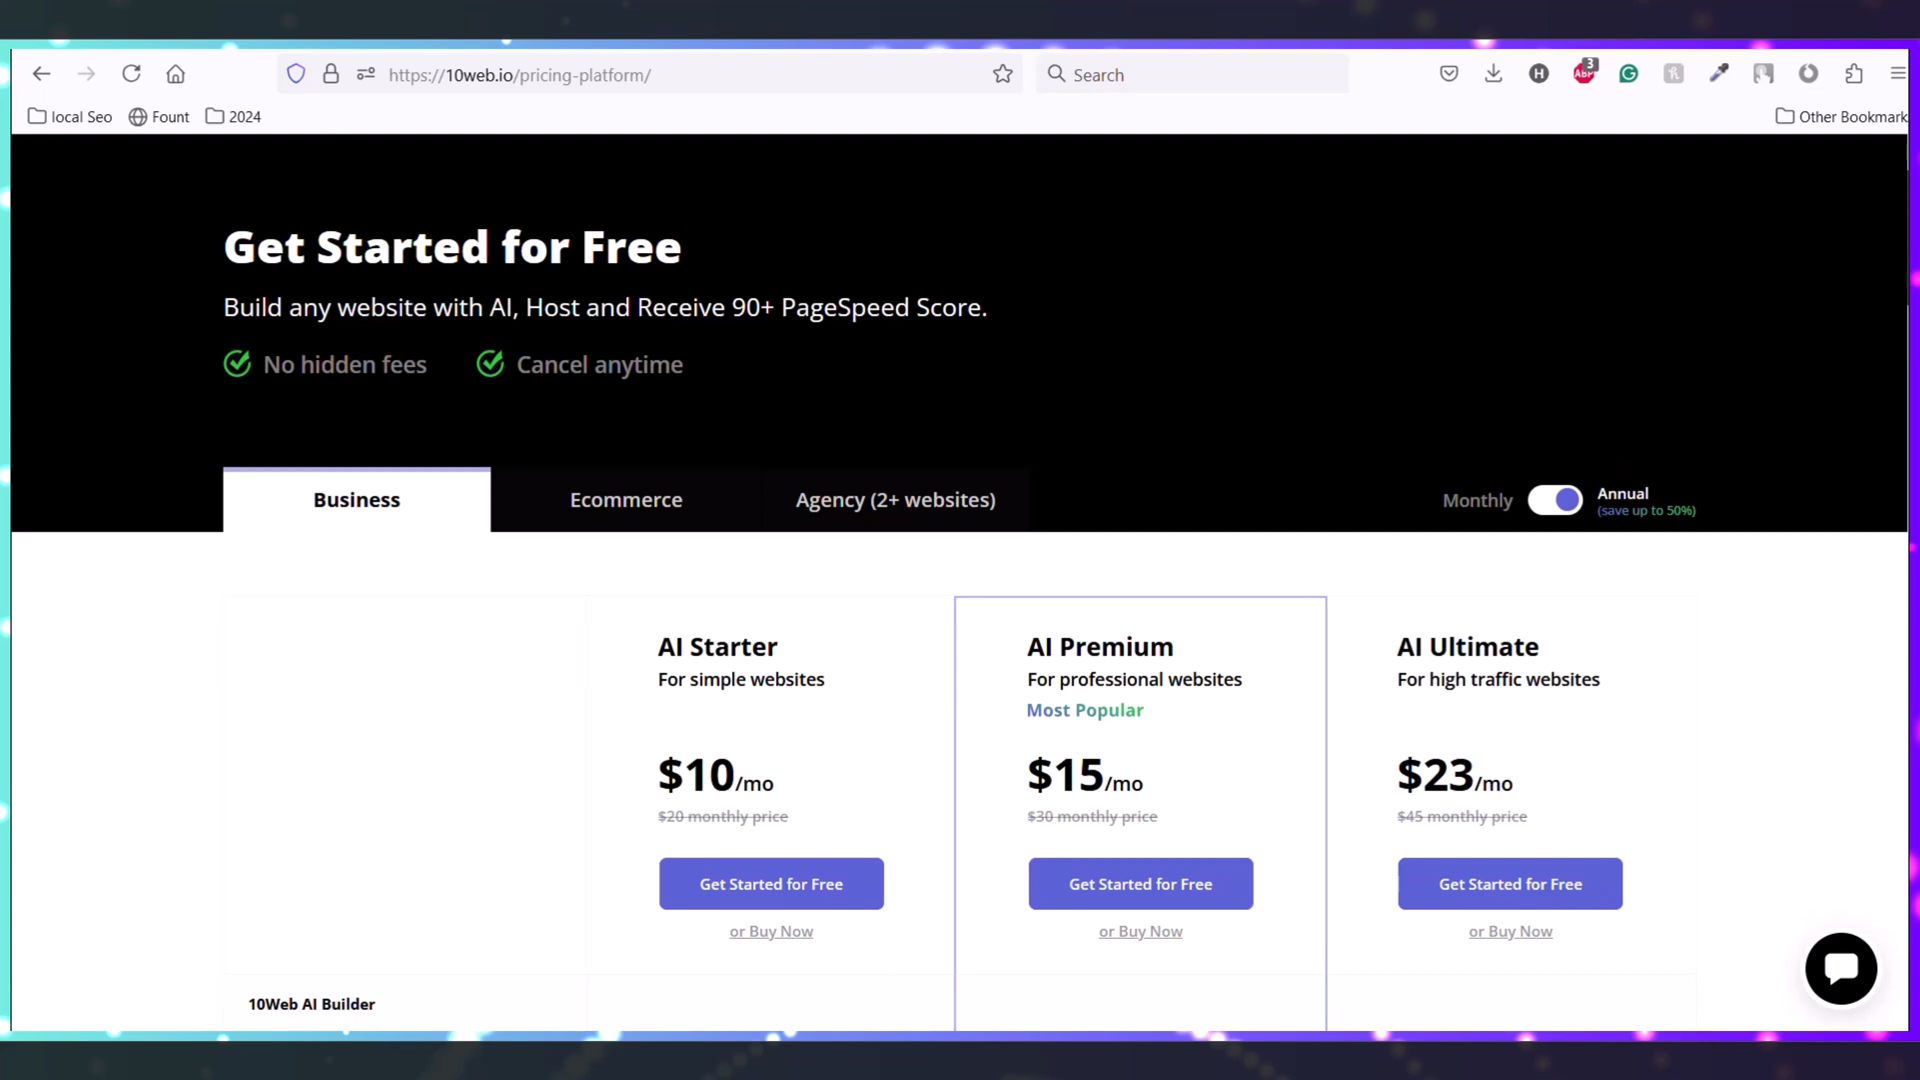 https://10web.io/pricing-platform/
Search
3
ABP
H
local Seo
Fount
2024
Other Bookmark
Get Started for Free
Build any website with AI, Host and Receive 90+ PageSpeed Score.
No hidden fees
Cancel anytime
Business
Ecommerce
Agency (2+ websites)
Monthly
Annual
(save up to 50%)
AI Starter
For simple websites
$10/mo
$20 monthly price
Get Started for Free
or Buy Now
AI Premium
For professional websites
Most Popular
$15/mo
$30 monthly price
Get Started for Free
or Buy Now
AI Ultimate
For high traffic websites
$23/mo
$45 monthly price
Get Started for Free
or Buy Now
10Web AI Builder